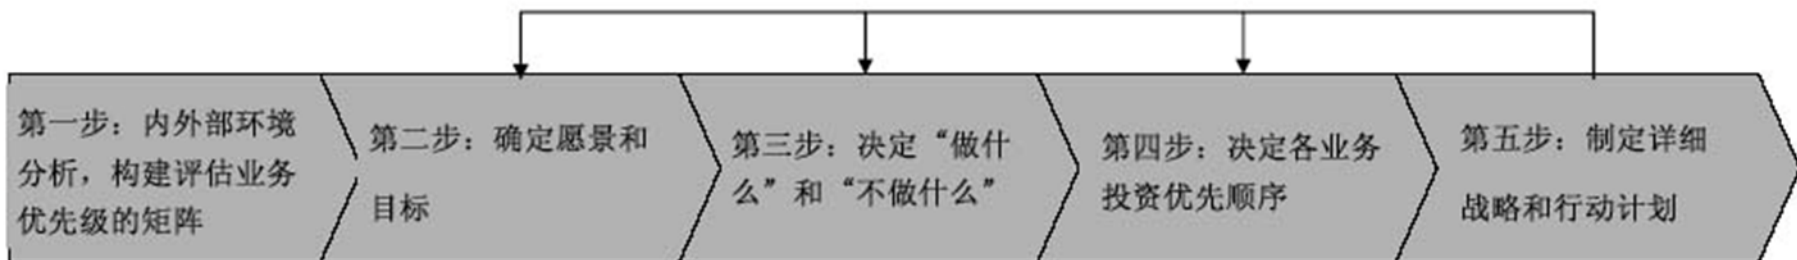 第一步：内外部环境
分析，构建评估业务
优先级的矩阵
第二步：确定愿景和
目标
第三步：决定“做什
么”和“不做什么”
第四步：决定各业务
投资优先顺序
第五步：制定详细
战略和行动计划